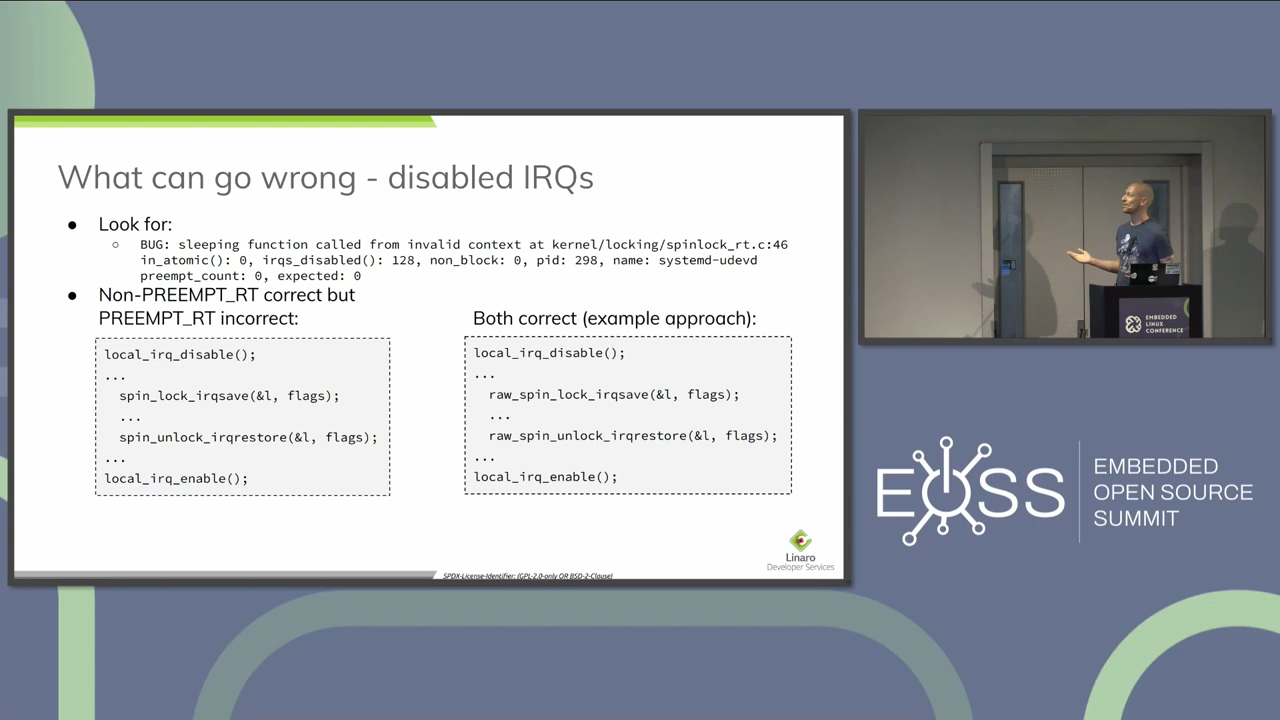 What can go wrong - disabled IRQs
● Look for:
○ BUG: sleeping function called from invalid context at kernel/locking/spinlock_rt.c:46
in_atomic(): 0, irqs_disabled(): 128, non_block: 0, pid: 298, name: systemd-udevd
preempt_count: 0, expected: 0
● Non-PREEMPT_RT correct but
PREEMPT_RT incorrect:
local_irq_disable();
...
spin_lock_irqsave(&l, flags);
...
spin_unlock_irqrestore(&l, flags);
...
local_irq_enable();
Both correct (example approach):
local_irq_disable();
...
raw_spin_lock_irqsave(&l, flags);
...
raw_spin_unlock_irqrestore(&l, flags);
...
local_irq_enable();
Linaro
Developer Services
SPDX-License-Identifier: (GPL-2.0-only OR BSD-2-Clause)
EMBEDDED
LINUX
CONFERENCE
EOSS
EMBEDDED
OPEN SOURCE
SUMMIT